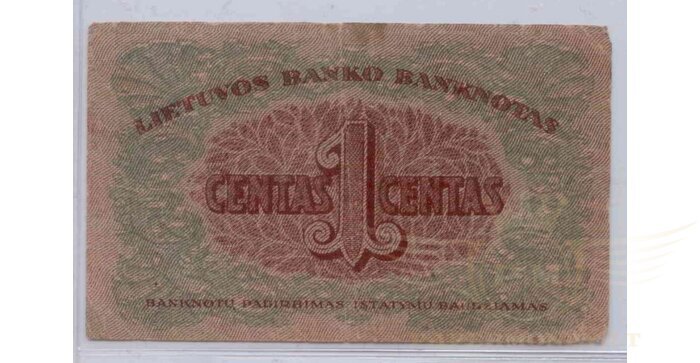 LIETUVOS BANKO BANKNOTAS
CENTAS 1 CENTAS
BANKNOTŲ PADIRBIMAS ĮSTATYMŲ BAUDŽIAMAS